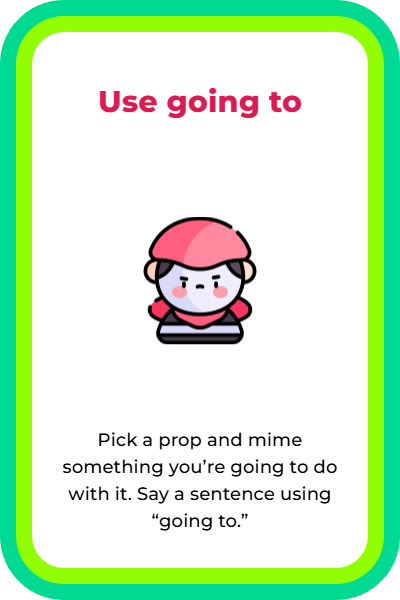 Use going to
Pick a prop and mime
something you’re going to do
with it. Say a sentence using
“going to.”